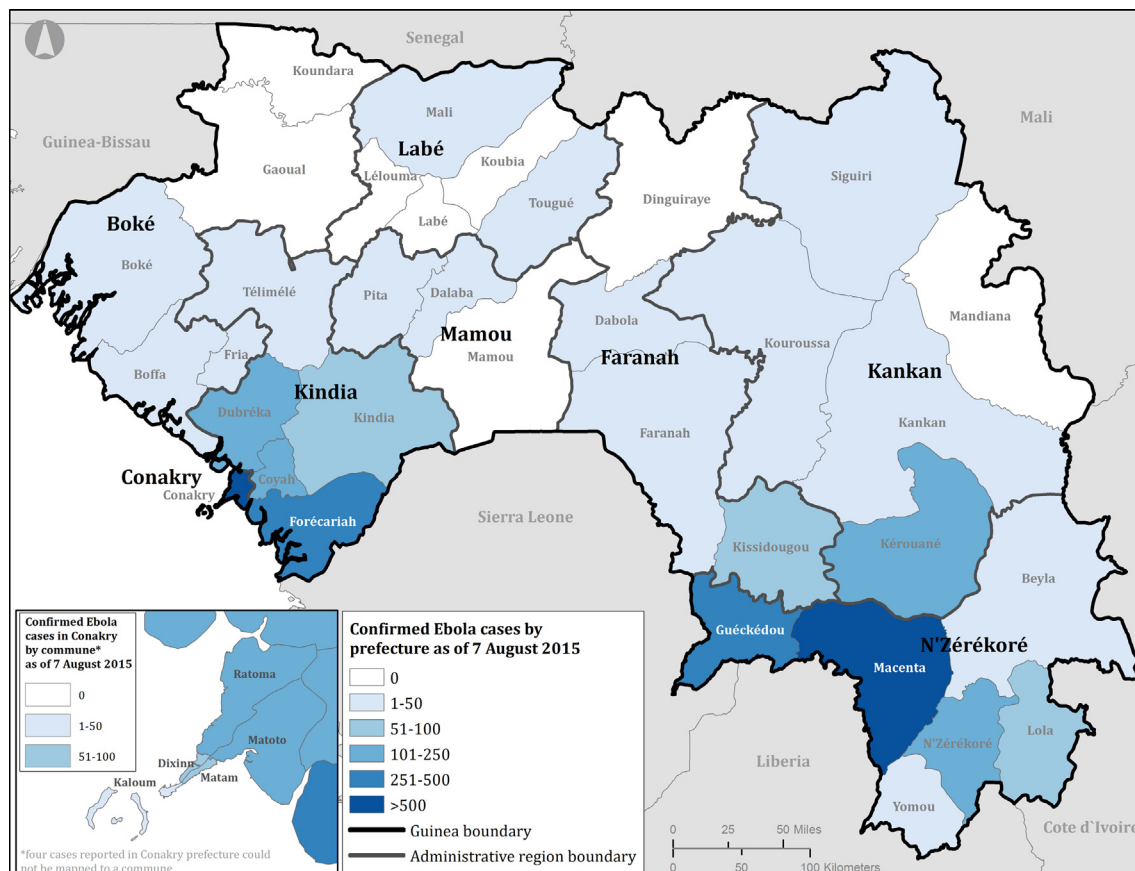 Senegal
Koundara
Mali
Mali
Guinea-Bissau
Labé
Koubia
Gaoual
Lélouma
Siguiri
Tougué
Dinguiraye
Labé
Boké
Boké
Télimélé
Pita
Dalaba
Dabola
Mandiana
Mamou
Kouroussa
Fria
Mamou
Faranah
Boffa
Kankan
Kindia
Dubréka
Kindia
Faranah
Kankan
Conakry
Coyah
Conakry
Forécariah
Sierra Leone
Kissidougou
Kérouané
Beyla
Guéckédou
N'Zérékoré
Macenta
Lola
N'Zérékoré
Liberia
Yomou
Cote d`Ivoire
Confirmed Ebola
cases in Conakry
by commune*
as of 7 August 2015
0
1-50
51-100
Ratoma
Matoto
Dixinn
Matam
Kaloum
*four cases reported in Conakry prefecture could
not be mapped to a commune
Confirmed Ebola cases by
prefecture as of 7 August 2015
0
1-50
51-100
101-250
251-500
>500
Guinea boundary
Administrative region boundary
0 25 50 Miles
0 50 100 Kilometers